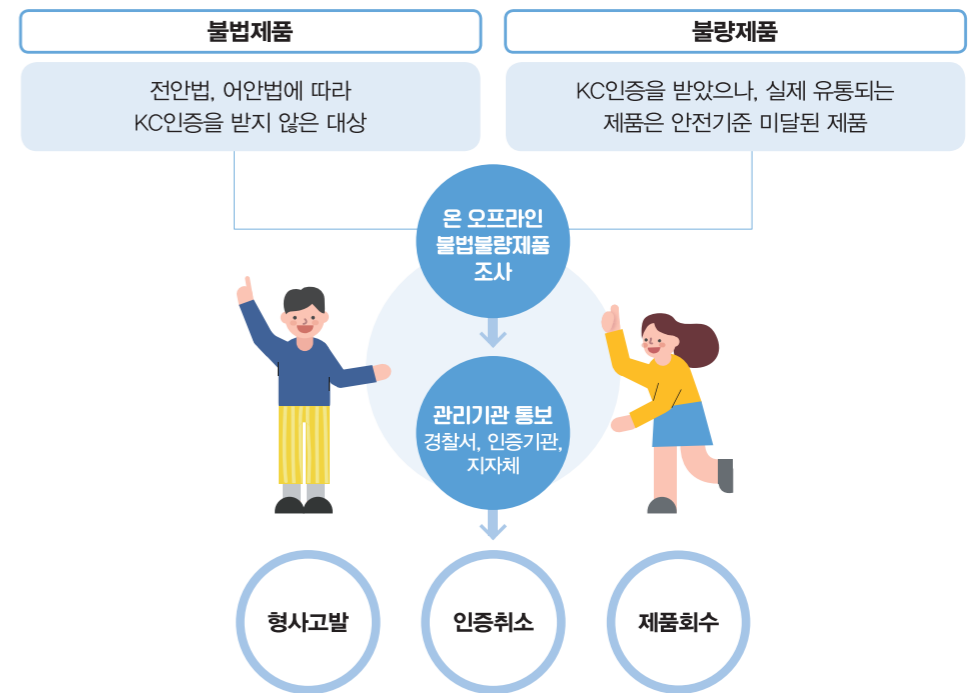 불법제품
전안법, 어안법에 따라
KC인증을 받지 않은 대상
불량제품
KC인증을 받았으나, 실제 유통되는
제품은 안전기준 미달된 제품
온 오프라인
불법불량제품
조사
관리기관 통보
경찰서, 인증기관,
지자체
형사고발
인증취소
제품회수